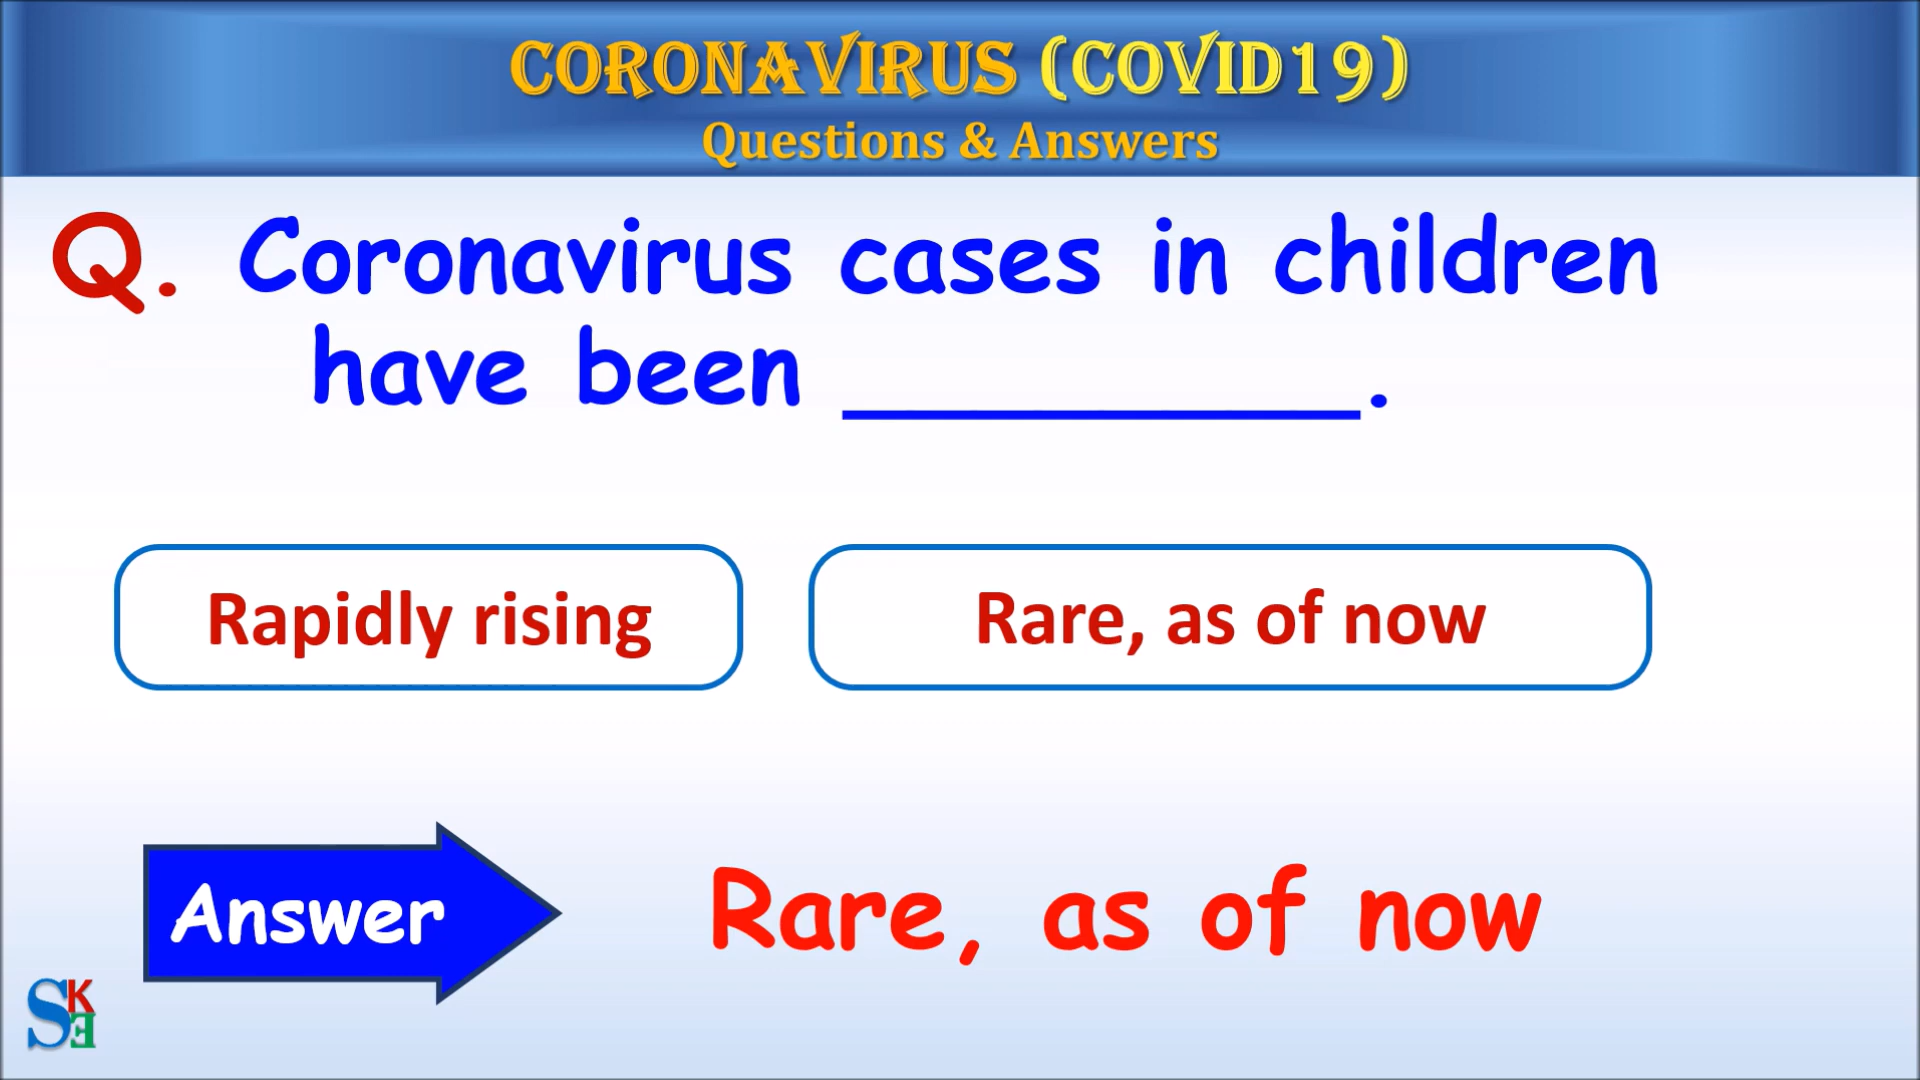 CORONAVIRUS (COVID19)
Questions & Answers
Q. Coronavirus cases in children
have been __________.
Rapidly rising
Rare, as of now
Answer
Rare, as of now
SKE